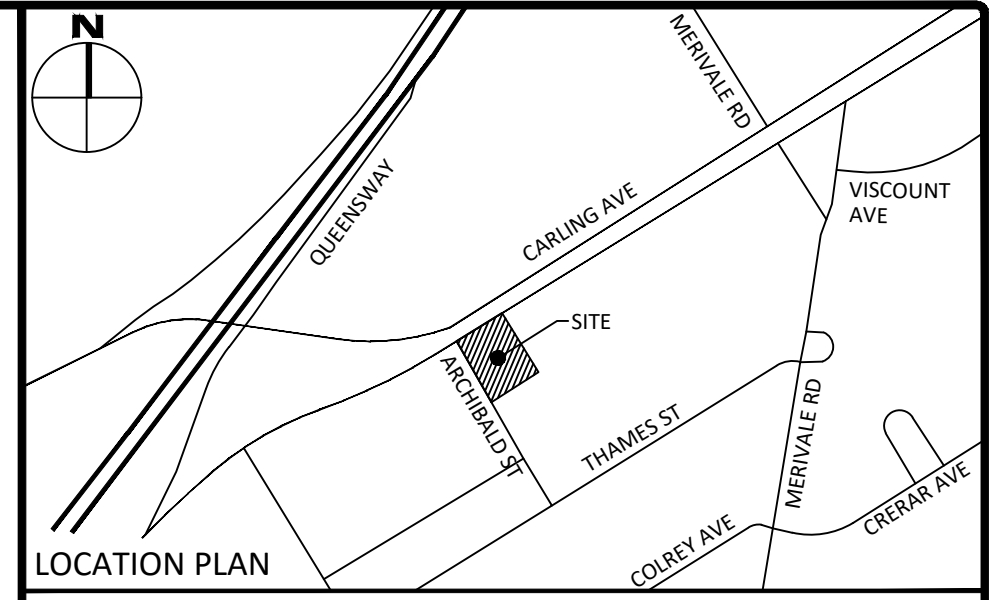 N
MERIVALE RD
QUEENSWAY
CARLING AVE
VISCOUNT
AVE
SITE
ARCHIBALD ST
THAMES ST
MERIVALE RD
CRERAR AVE
COLREY AVE
LOCATION PLAN